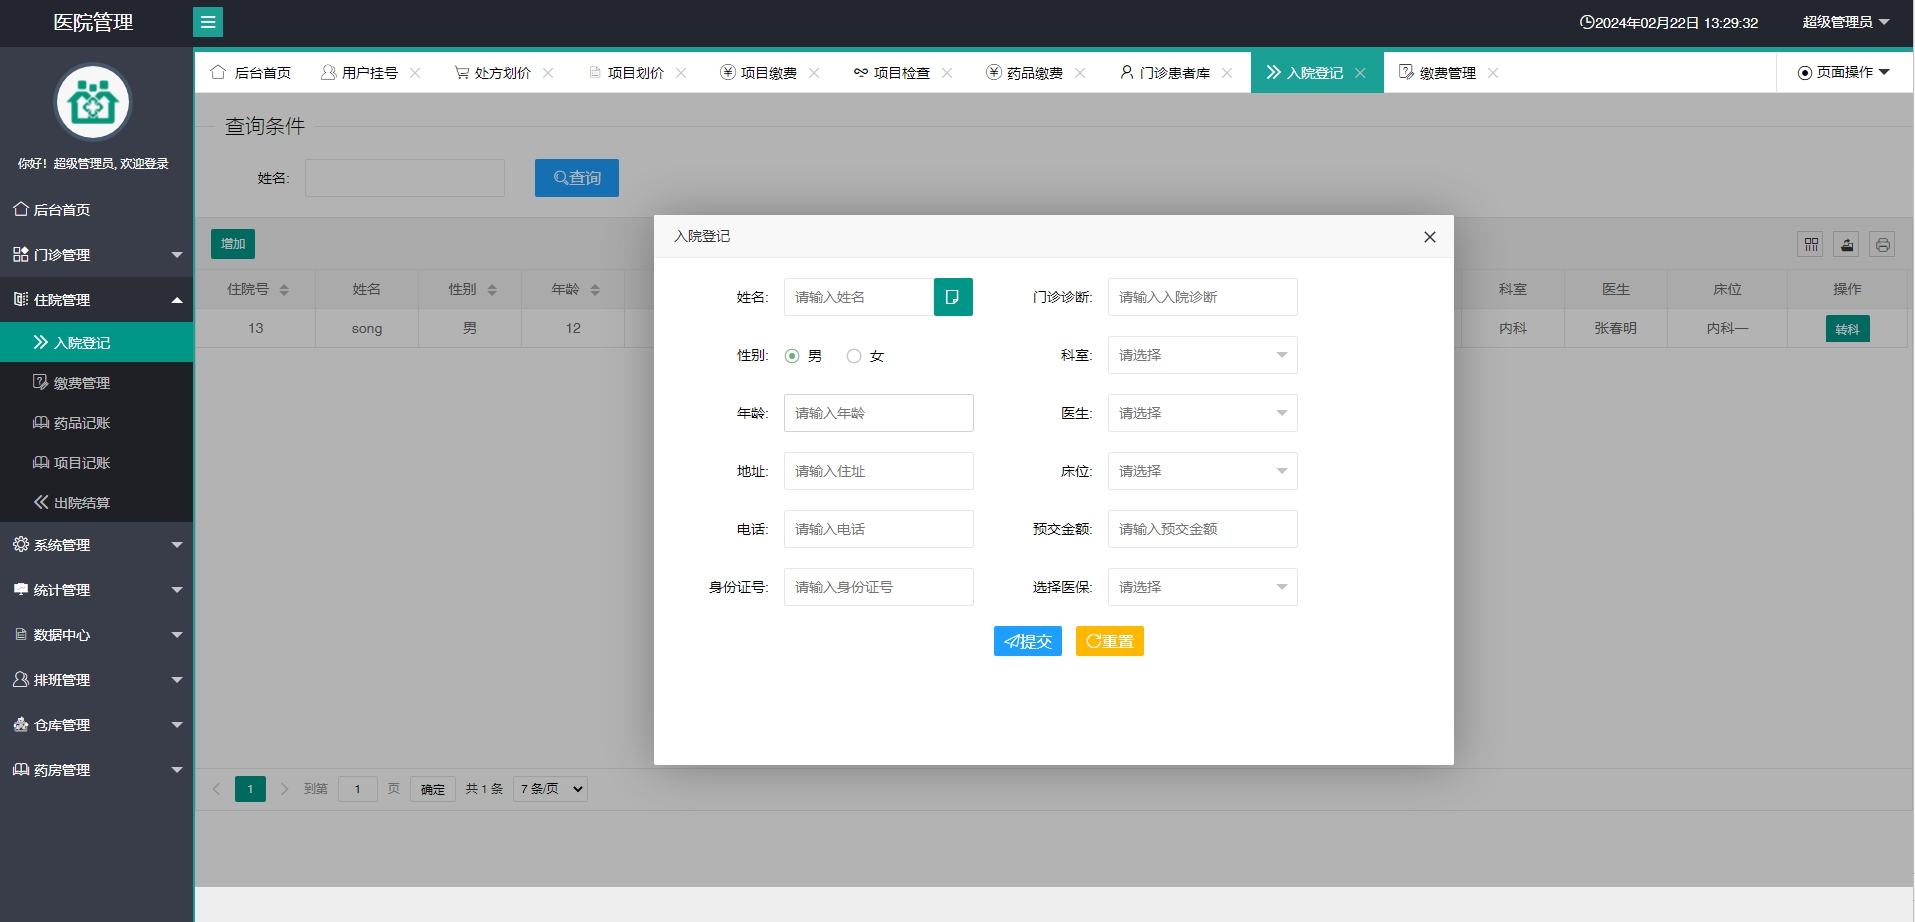 医院管理
2024年02月22日 13:29:32
超级管理员
后台首页
用户挂号
处方划价
项目划价
项目缴费
项目检查
药品缴费
门诊患者库
入院登记
缴费管理
页面操作
你好！超级管理员, 欢迎登录
后台首页
门诊管理
住院管理
入院登记
缴费管理
药品记账
项目记账
出院结算
系统管理
统计管理
数据中心
排班管理
仓库管理
药房管理
查询条件
姓名:
查询
增加
住院号 姓名 性别 年龄 科室 医生 床位 操作
13 song 男 12 内科 张春明 内科一 转科
入院登记
姓名: 请输入姓名 门诊诊断: 请输入入院诊断
性别: 男 女 科室: 请选择
年龄: 请输入年龄 医生: 请选择
地址: 请输入住址 床位: 请选择
电话: 请输入电话 预交金额: 请输入预交金额
身份证号: 请输入身份证号 选择医保: 请选择
提交 重置
1 到第 1 页 确定 共 1 条 7 条/页